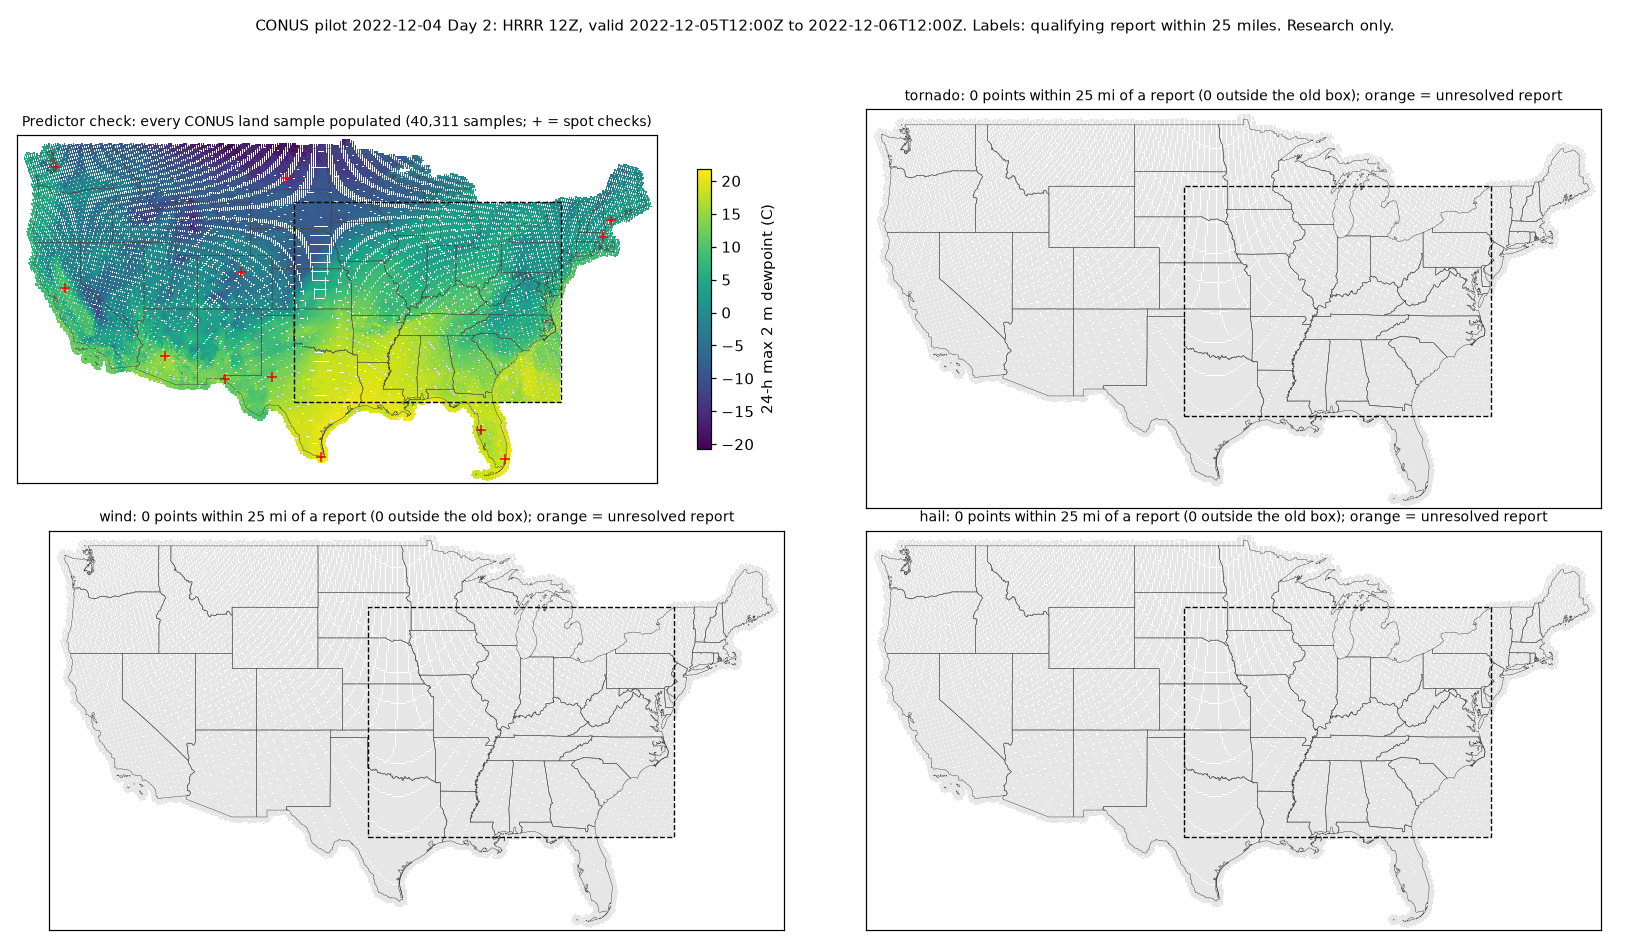 CONUS pilot 2022-12-04 Day 2: HRRR 12Z, valid 2022-12-05T12:00Z to 2022-12-06T12:00Z. Labels: qualifying report within 25 miles. Research only.
Predictor check: every CONUS land sample populated (40,311 samples; + = spot checks)
20
15
10
5
0
−5
−10
−15
−20
24-h max 2 m dewpoint (C)
tornado: 0 points within 25 mi of a report (0 outside the old box); orange = unresolved report
wind: 0 points within 25 mi of a report (0 outside the old box); orange = unresolved report
hail: 0 points within 25 mi of a report (0 outside the old box); orange = unresolved report